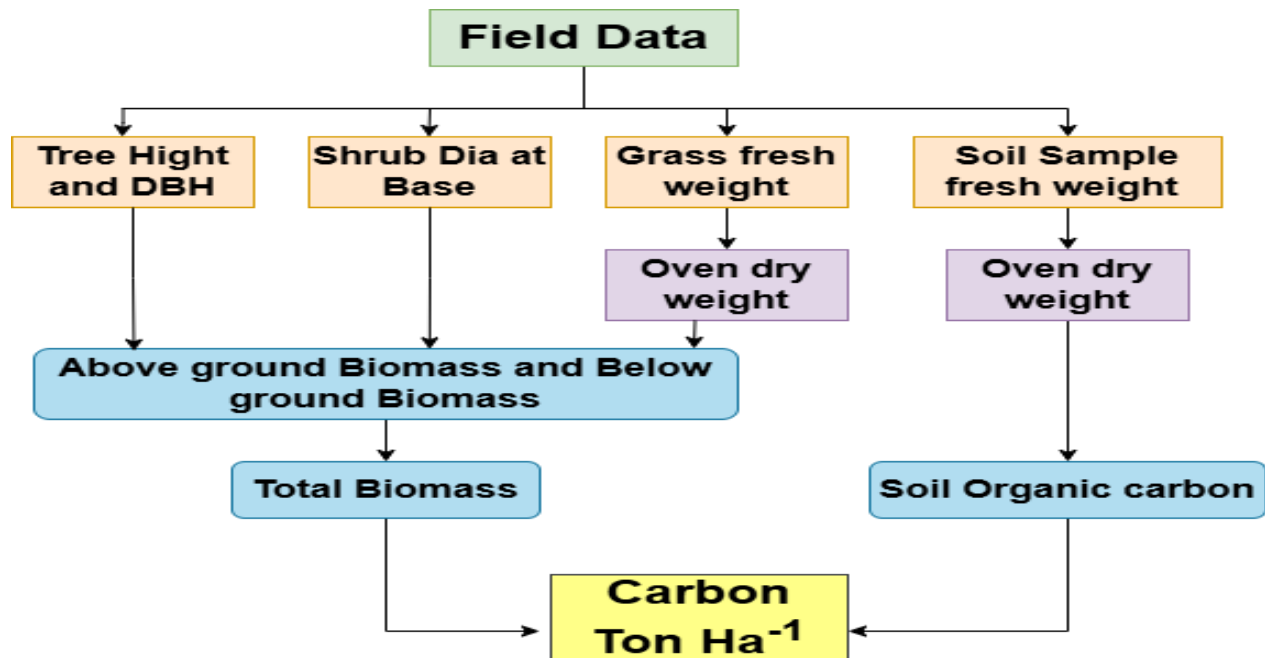 Field Data
Tree Hight
and DBH
Shrub Dia at
Base
Grass fresh
weight
Soil Sample
fresh weight
Oven dry
weight
Oven dry
weight
Above ground Biomass and Below
ground Biomass
Total Biomass
Soil Organic carbon
Carbon
Ton Ha⁻¹